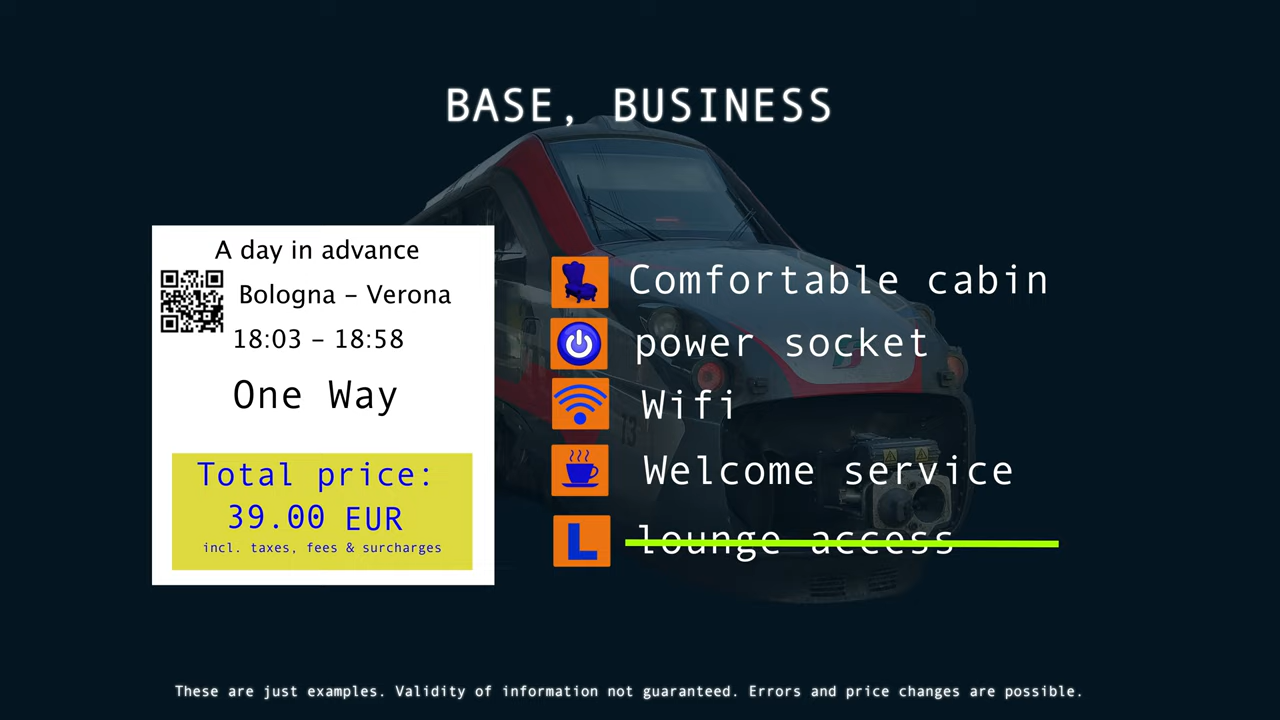 BASE, BUSINESS
A day in advance
Bologna – Verona
18:03 – 18:58
One Way
Total price:
39.00 EUR
incl. taxes, fees & surcharges
Comfortable cabin
power socket
Wifi
Welcome service
L lounge access
13
These are just examples. Validity of information not guaranteed. Errors and price changes are possible.